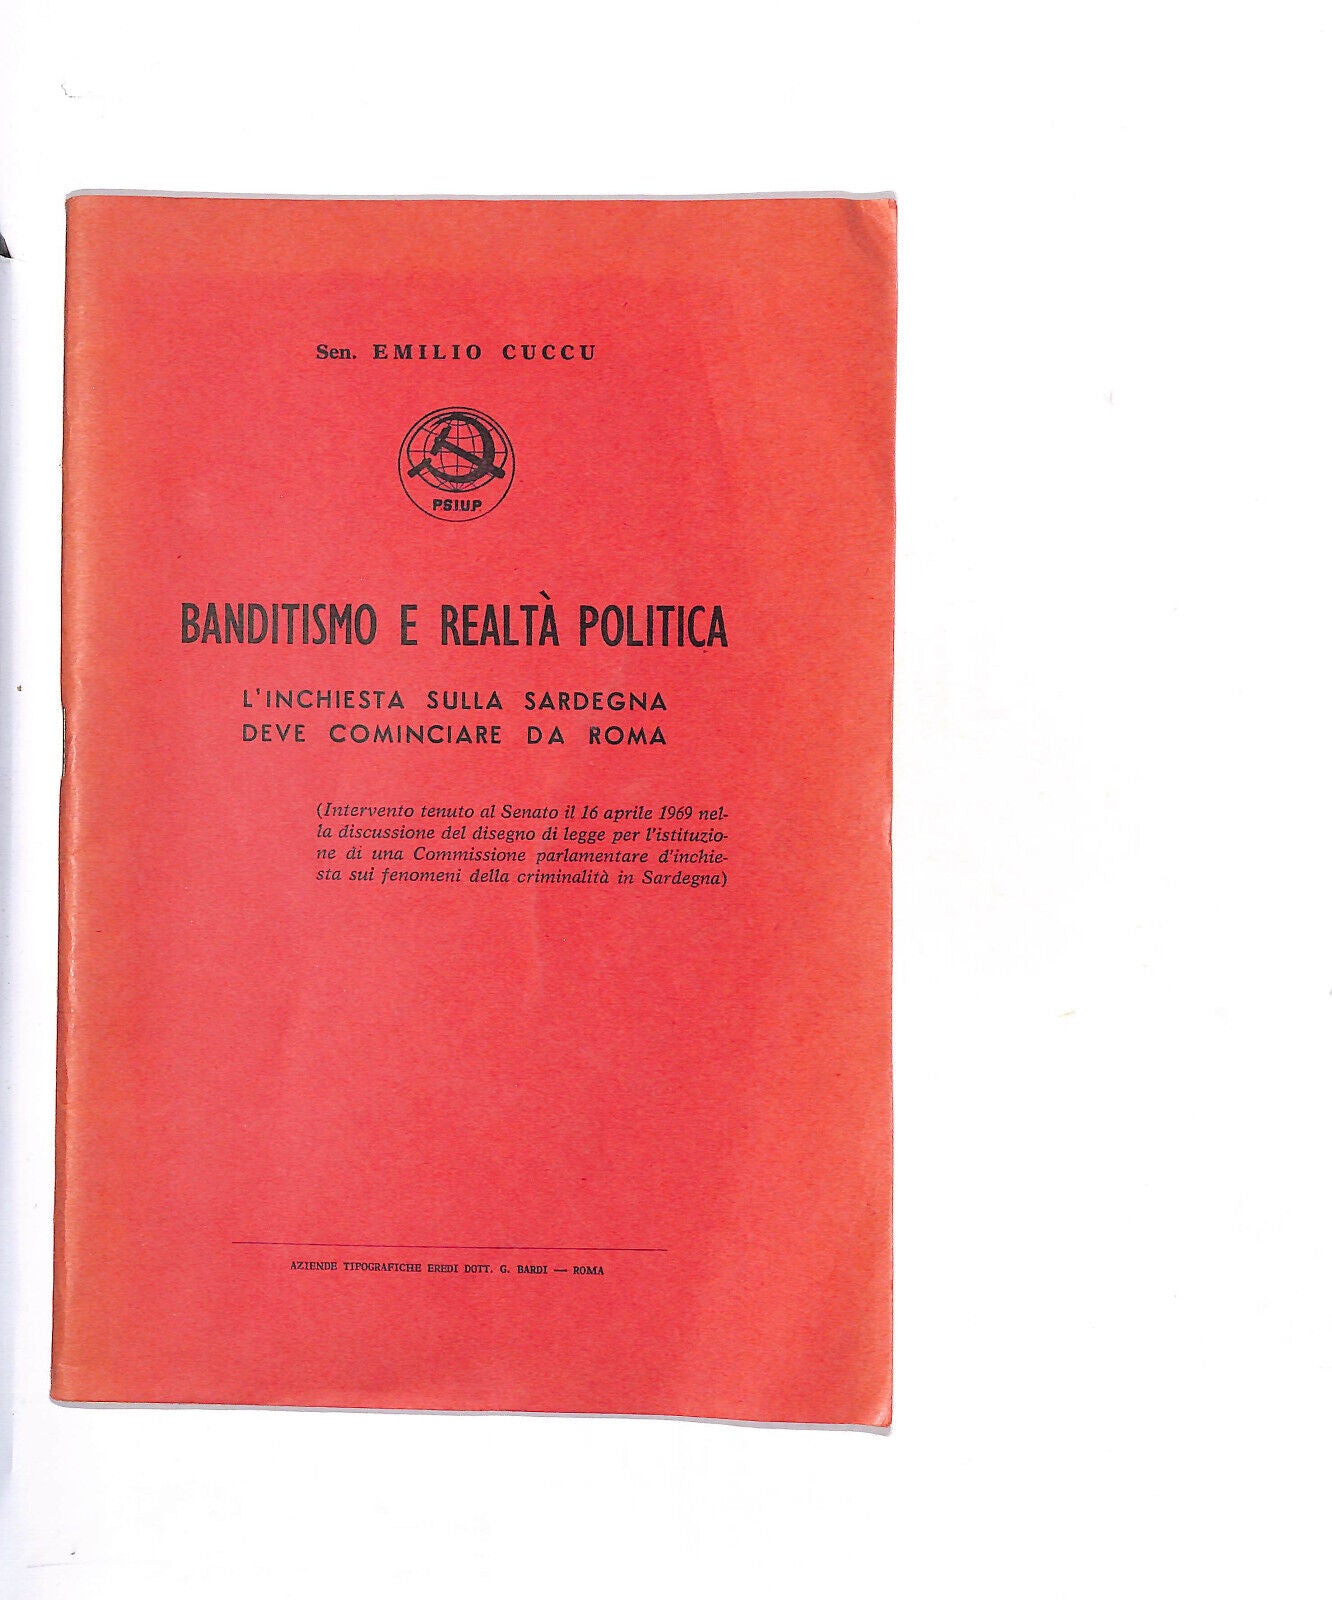 Sen. EMILIO CUCCU
P.S.I.U.P.
BANDITISMO E REALTÀ POLITICA
L'INCHIESTA SULLA SARDEGNA
DEVE COMINCIARE DA ROMA
(Intervento tenuto al Senato il 16 aprile 1969 nel-
la discussione del disegno di legge per l'istituzio-
ne di una Commissione parlamentare d'inchie-
sta sui fenomeni della criminalità in Sardegna)
AZIENDE TIPOGRAFICHE EREDI DOTT. G. BARDI — ROMA